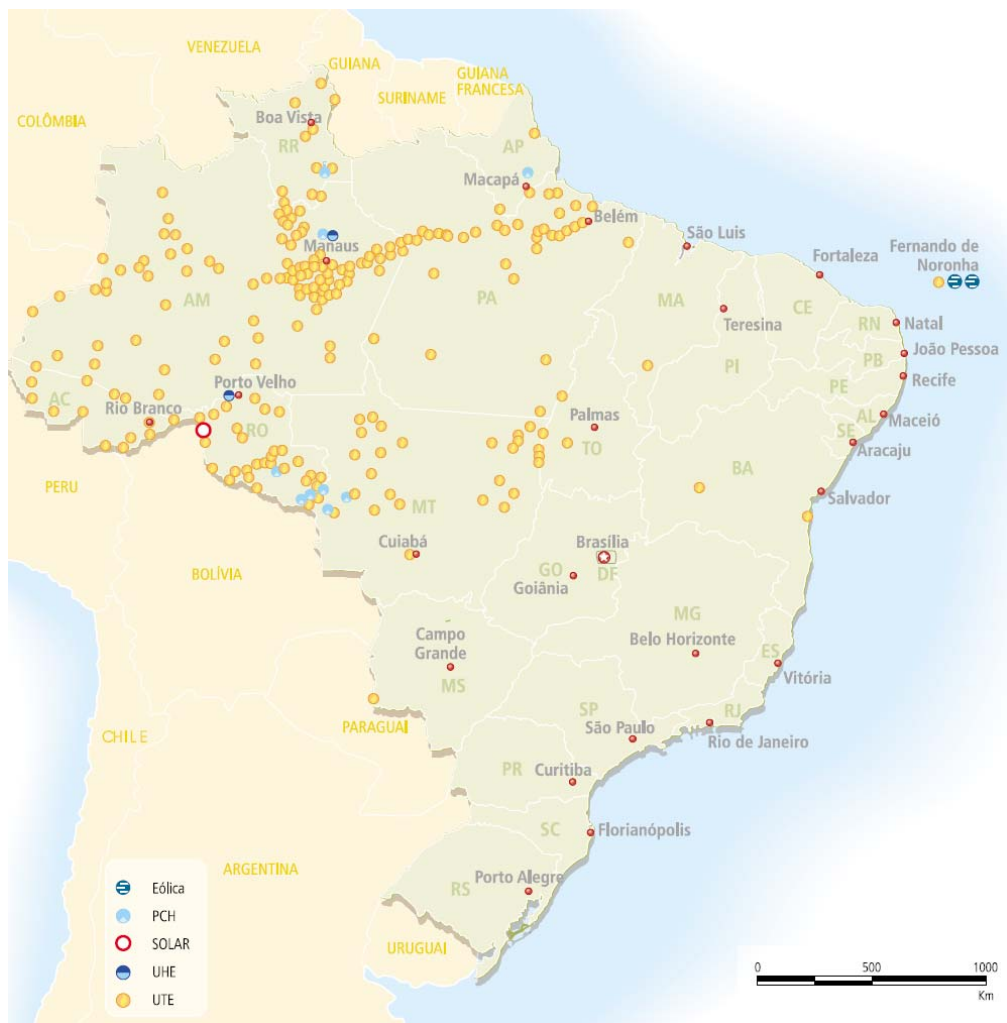 VENEZUELA
GUIANA
GUIANA
FRANCESA
SURINAME
COLÔMBIA
Boa Vista
RR
AP
Macapá
Belém
São Luis
Fortaleza
Fernando de
Noronha
Manaus
AM
PA
MA
CE
Teresina
RN
Natal
João Pessoa
PB
PI
PE
Recife
AC
Porto Velho
Rio Branco
RO
Palmas
TO
AL
Maceió
SE
Aracaju
BA
Salvador
PERU
MT
Cuiabá
Brasília
GO
DF
Goiânia
BOLÍVIA
MG
Belo Horizonte
ES
Vitória
Campo
Grande
MS
SP
São Paulo
RJ
Rio de Janeiro
PARAGUAI
CHILE
PR
Curitiba
SC
Florianópolis
ARGENTINA
RS
Porto Alegre
URUGUAI
Eólica
PCH
SOLAR
UHE
UTE
0 500 1000
Km